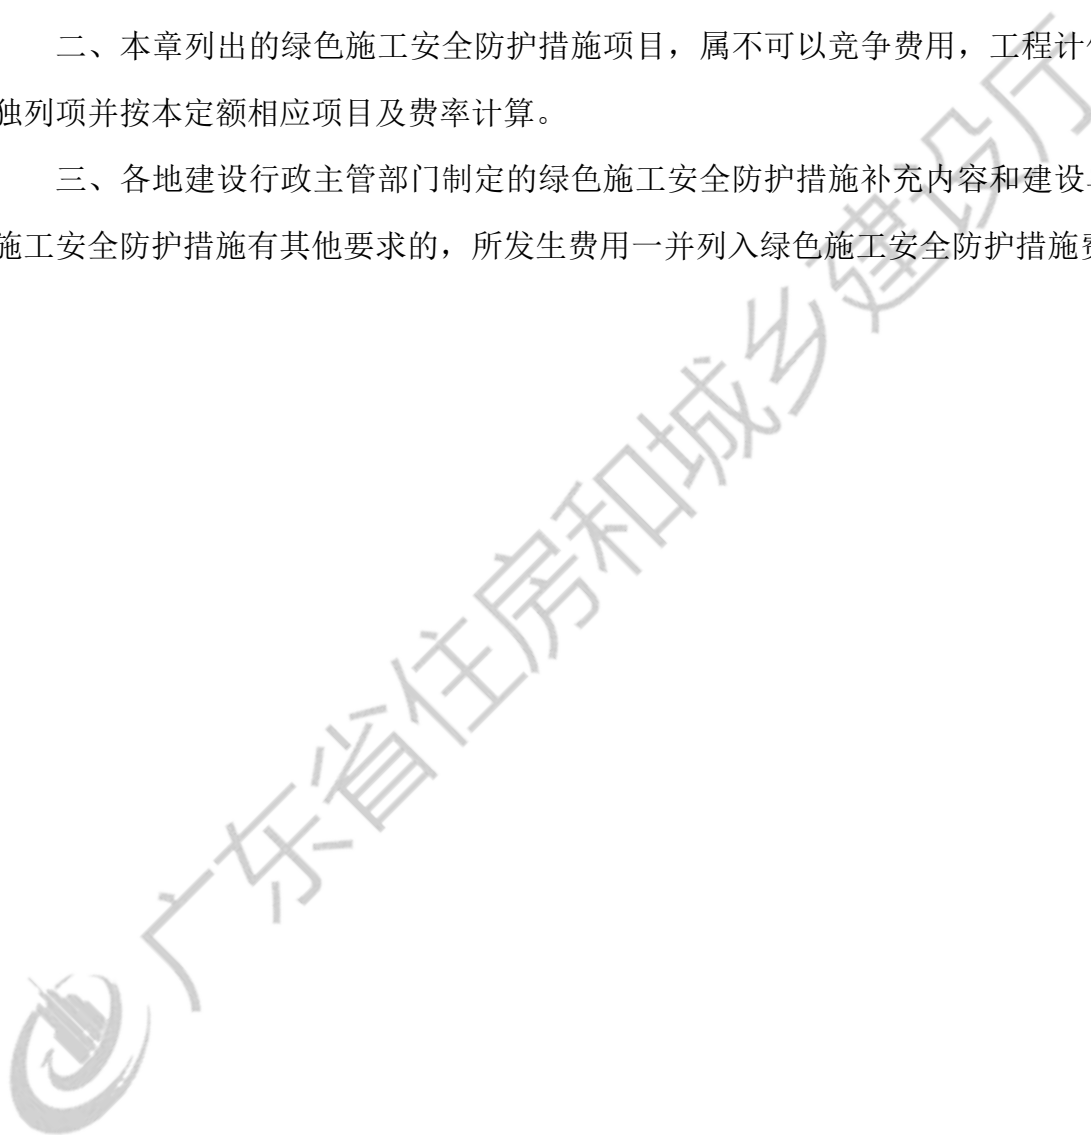 二、本章列出的绿色施工安全防护措施项目，属不可以竞争费用，工程计
独列项并按本定额相应项目及费率计算。
三、各地建设行政主管部门制定的绿色施工安全防护措施补充内容和建设
施工安全防护措施有其他要求的，所发生费用一并列入绿色施工安全防护措施费
广东省住房和城乡建设厅